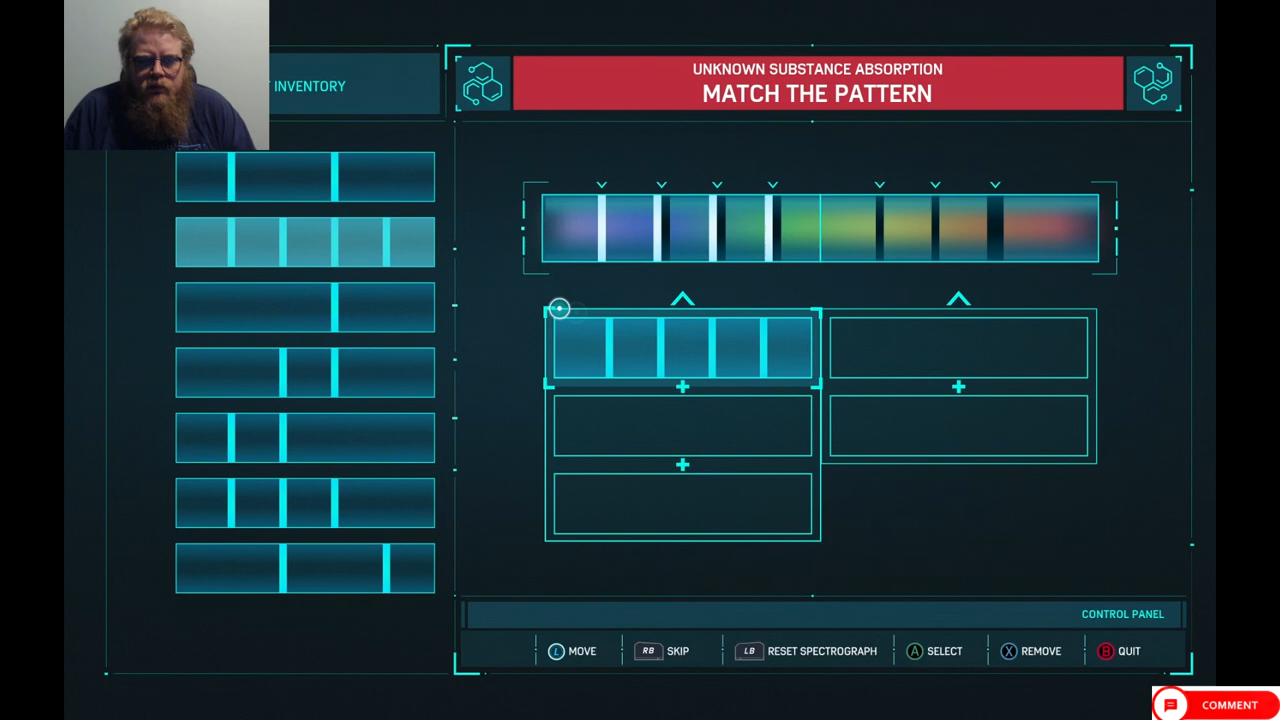 INVENTORY
UNKNOWN SUBSTANCE ABSORPTION
MATCH THE PATTERN
CONTROL PANEL
L MOVE
RB SKIP
LB RESET SPECTROGRAPH
A SELECT
X REMOVE
B QUIT
COMMENT